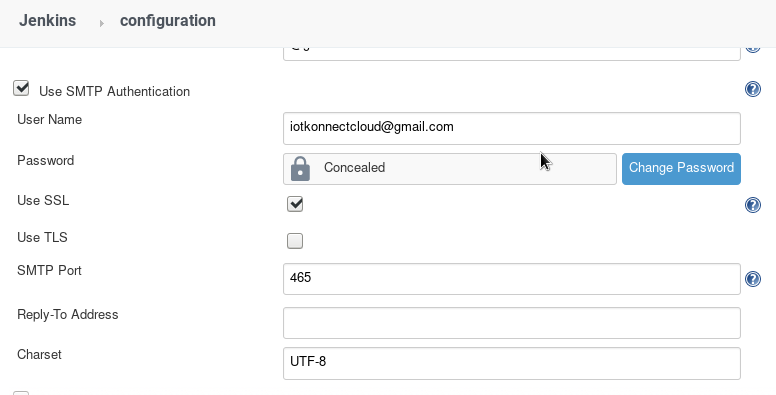 Jenkins › configuration
Use SMTP Authentication
User Name iotkonnectcloud@gmail.com
Password Concealed Change Password
Use SSL
Use TLS
SMTP Port 465
Reply-To Address
Charset UTF-8